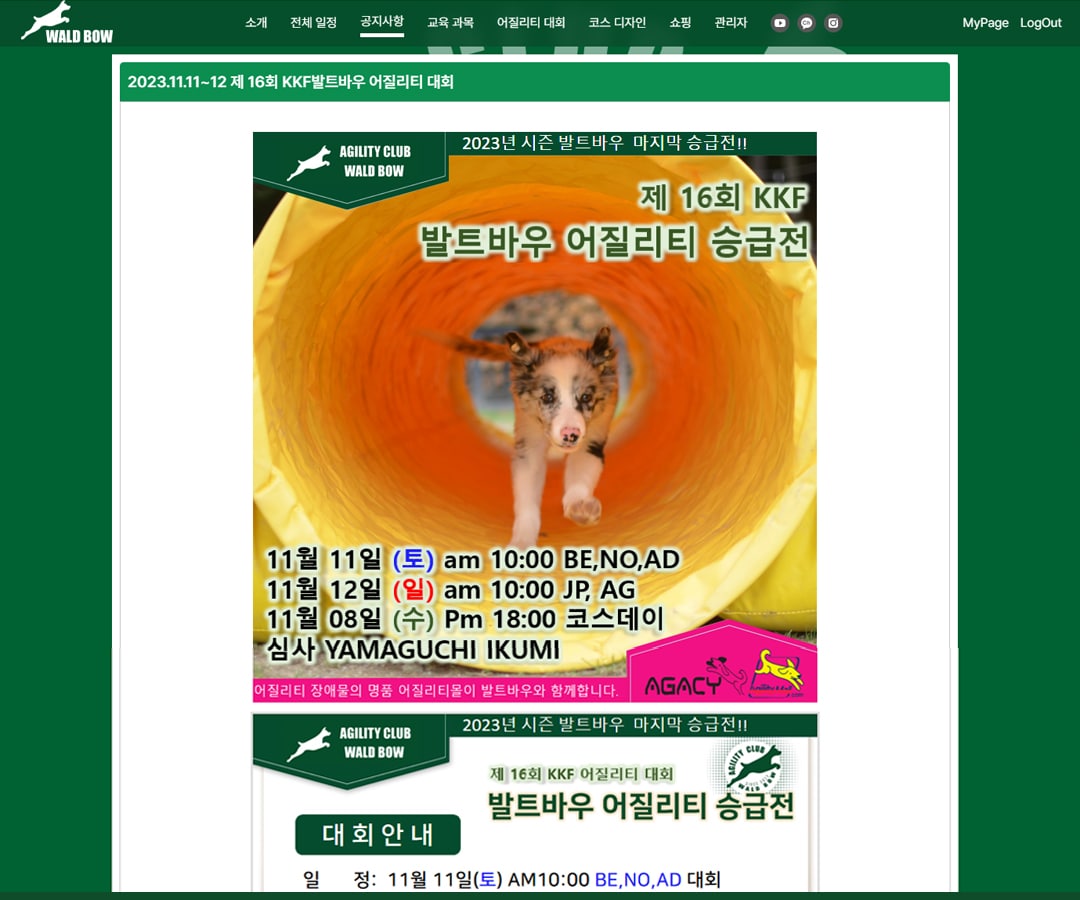 WALD BOW
소개 전체 일정 공지사항 교육 과목 어질리티 대회 코스 디자인 쇼핑 관리자 MyPage LogOut
2023.11.11~12 제 16회 KKF발트바우 어질리티 대회
AGILITY CLUB
WALD BOW
2023년 시즌 발트바우 마지막 승급전!!
제 16회 KKF
발트바우 어질리티 승급전
11월 11일 (토) am 10:00 BE,NO,AD
11월 12일 (일) am 10:00 JP, AG
11월 08일 (수) Pm 18:00 코스데이
심사 YAMAGUCHI IKUMI
어질리티 장애물의 명품 어질리티몰이 발트바우와 함께합니다.
AGACY
AGILITY CLUB
WALD BOW
2023년 시즌 발트바우 마지막 승급전!!
AGILITY CLUB
WALD BOW
제 16회 KKF 어질리티 대회
발트바우 어질리티 승급전
대 회 안 내
일 정: 11월 11일(토) AM10:00 BE,NO,AD 대회